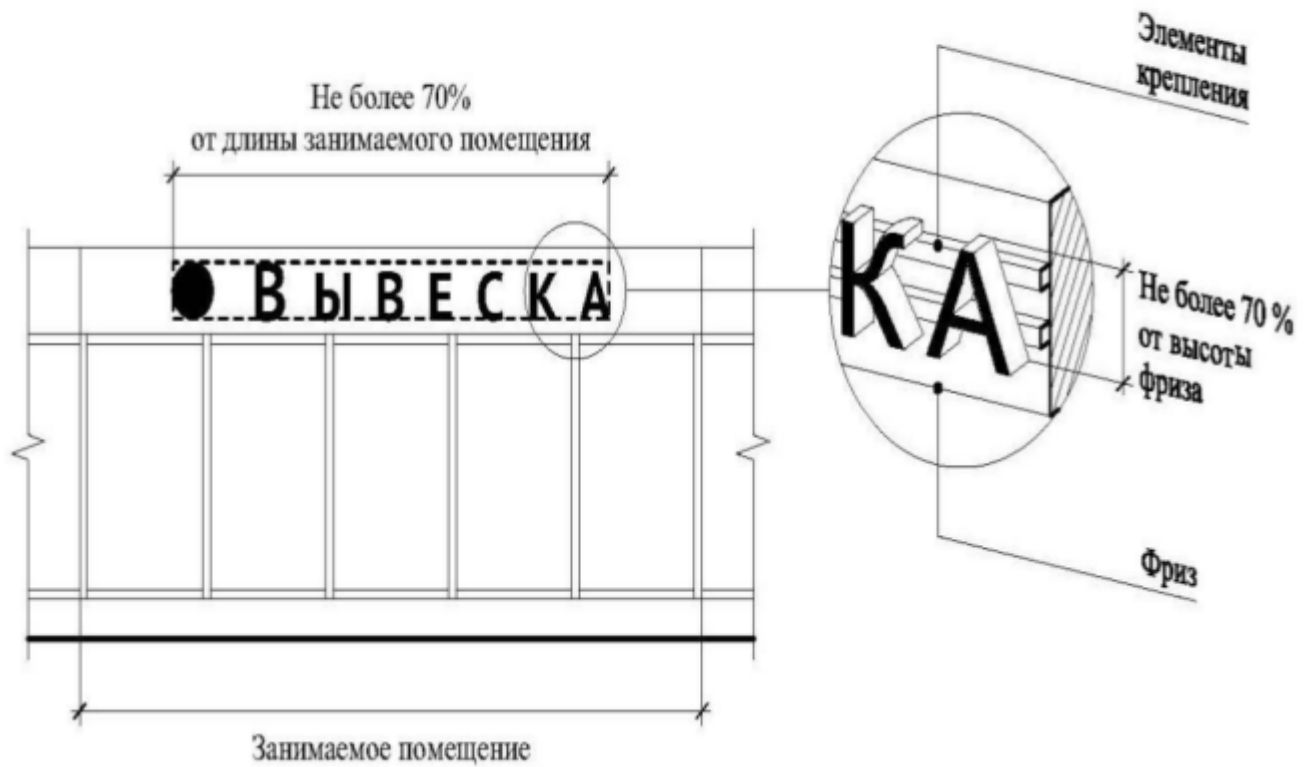 Элементы
крепления
Не более 70%
от длины занимаемого помещения
ВЫВЕСКА
КА
Не более 70 %
от высоты
фриза
Фриз
Занимаемое помещение